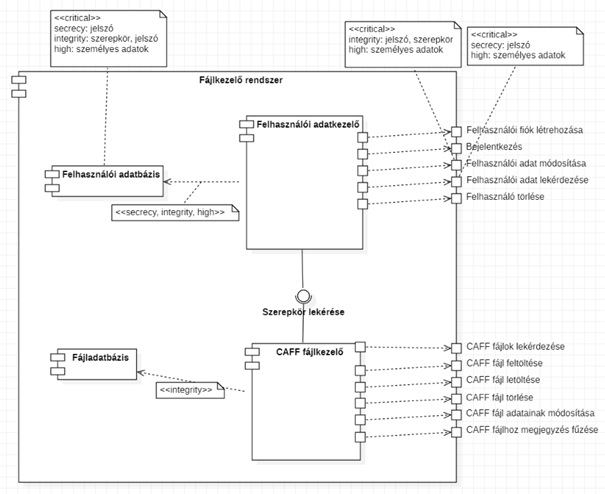 <<critical>>
secrecy: jelszó
integrity: szerepkör, jelszó
high: személyes adatok
<<critical>>
integrity: jelszó, szerepkör
high: személyes adatok
<<critical>>
secrecy: jelszó
high: személyes adatok
Fájlkezelő rendszer
Felhasználói adatkezelő
Felhasználói fiók létrehozása
Bejelentkezés
Felhasználói adat módosítása
Felhasználói adat lekérdezése
Felhasználó törlése
Felhasználói adatbázis
<<secrecy, integrity, high>>
Szerepkör lekérése
Fájladatbázis
<<integrity>>
CAFF fájlkezelő
CAFF fájlok lekérdezése
CAFF fájl feltöltése
CAFF fájl letöltése
CAFF fájl törlése
CAFF fájl adatainak módosítása
CAFF fájlhoz megjegyzés fűzése